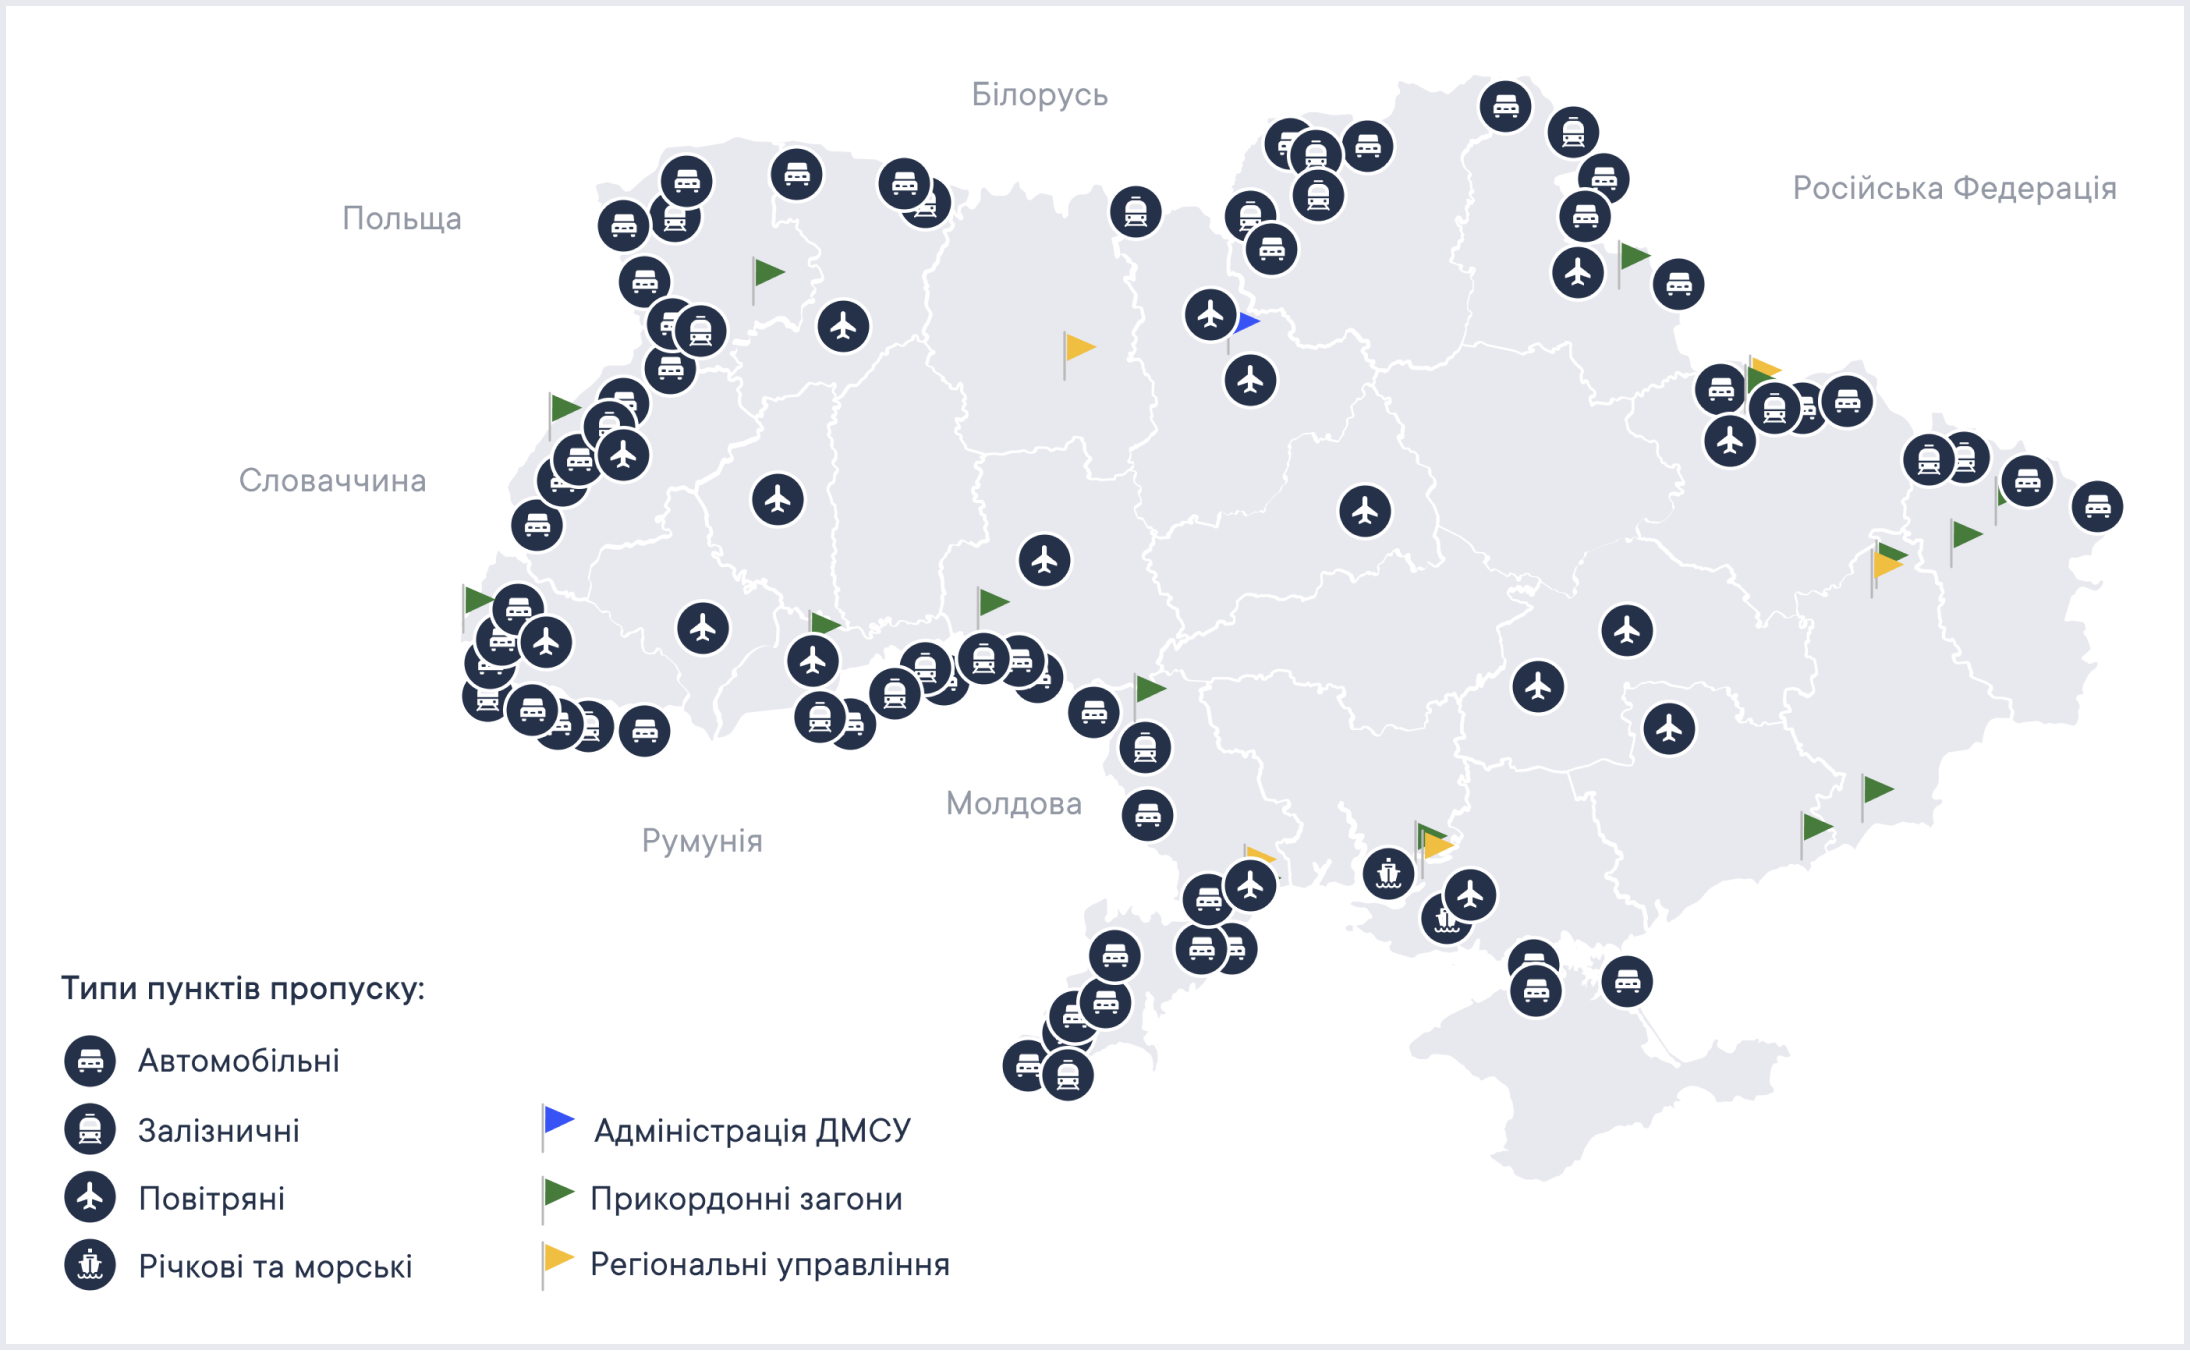 Білорусь
Російська Федерація
Польща
Словаччина
Молдова
Румунія
Типи пунктів пропуску:
Автомобільні
Залізничні
Повітряні
Річкові та морські
Адміністрація ДМСУ
Прикордонні загони
Регіональні управління